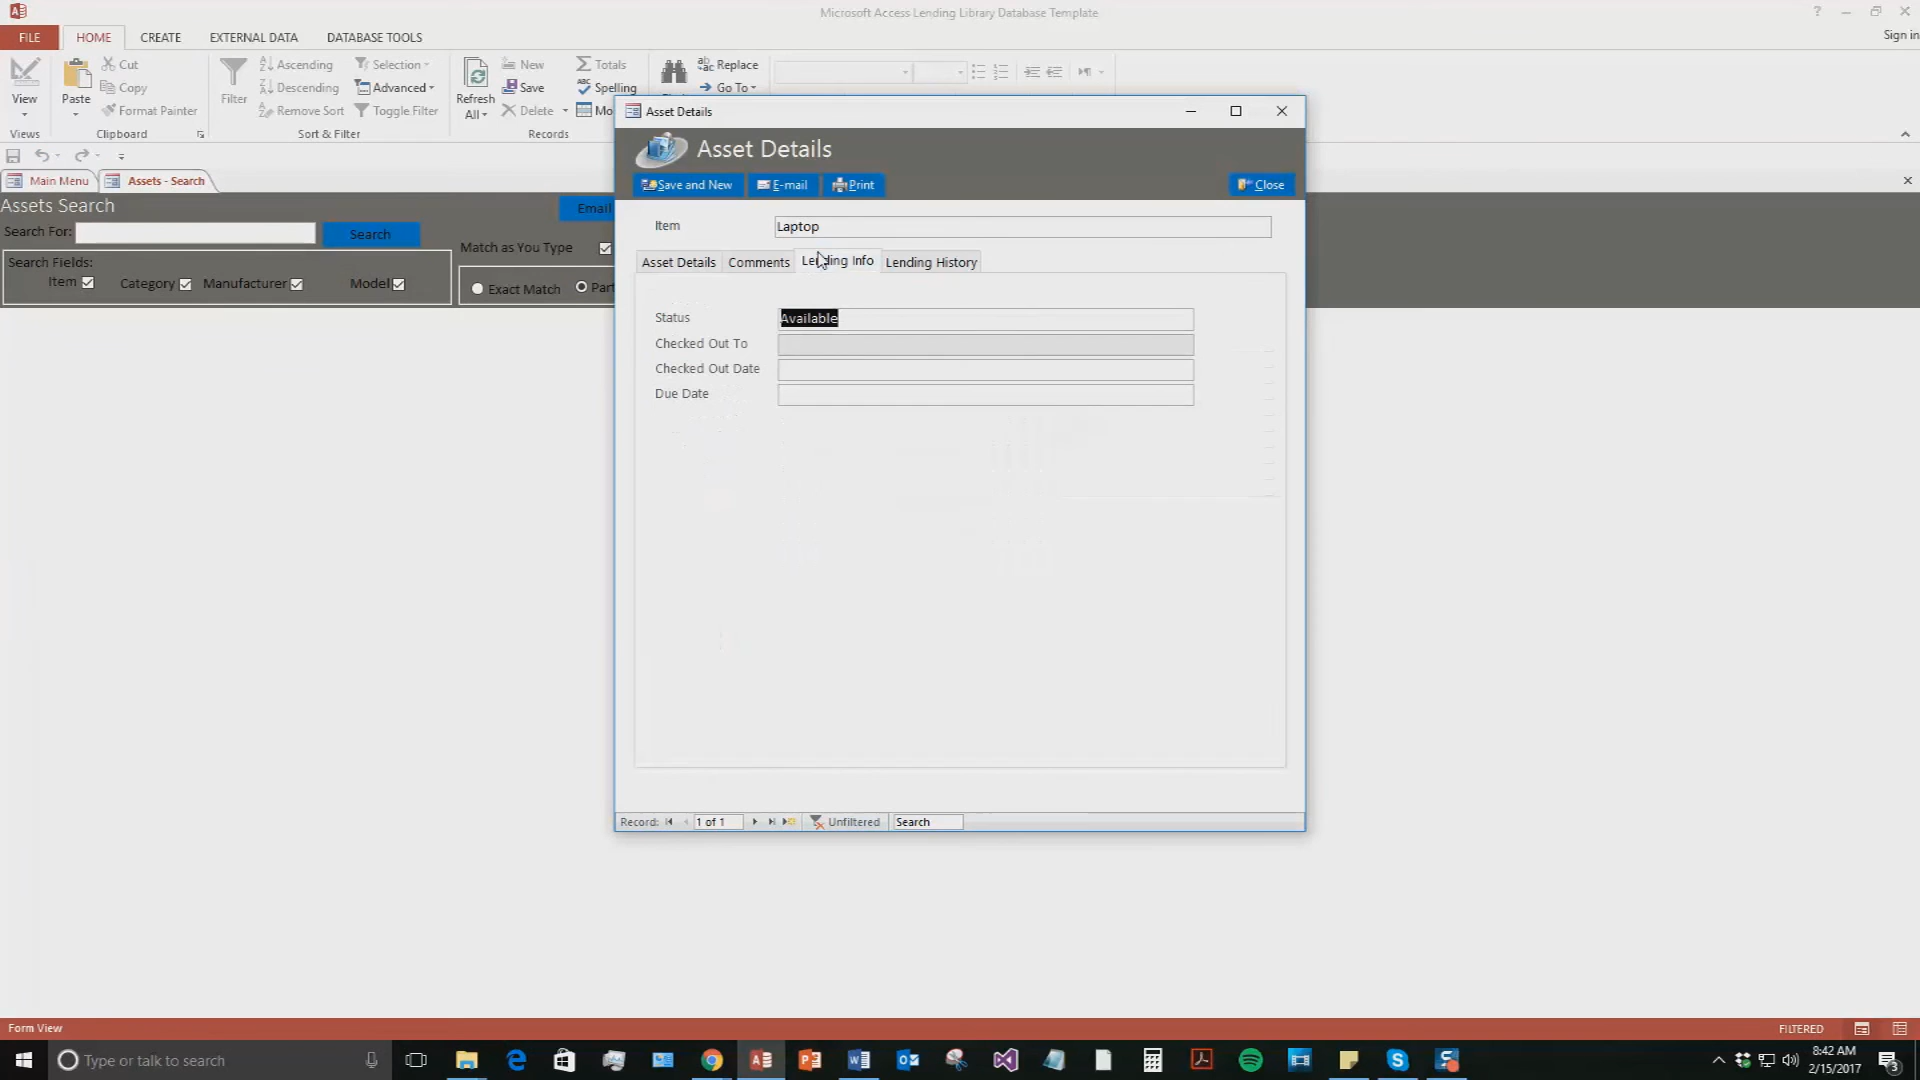 Microsoft Access Lending Library Database Template
?
FILE HOME CREATE EXTERNAL DATA DATABASE TOOLS
Sign in
View
Views
Paste
Cut
Copy
Format Painter
Clipboard
Filter
Ascending
Descending
Remove Sort
Selection
Advanced
Toggle Filter
Sort & Filter
Refresh
All
New
Save
Delete
Totals
Spelling
Mo
Records
Replace
Go To
Main Menu
Assets - Search
Assets Search
Email
Search For:
Search
Match as You Type
Search Fields:
Item Category Manufacturer Model
Exact Match Part
Asset Details
Asset Details
Save and New E-mail Print Close
Item Laptop
Asset Details Comments Lending Info Lending History
Status Available
Checked Out To
Checked Out Date
Due Date
Record: 1 of 1 Unfiltered Search
Form View
FILTERED
Type or talk to search
8:42 AM
2/15/2017
3